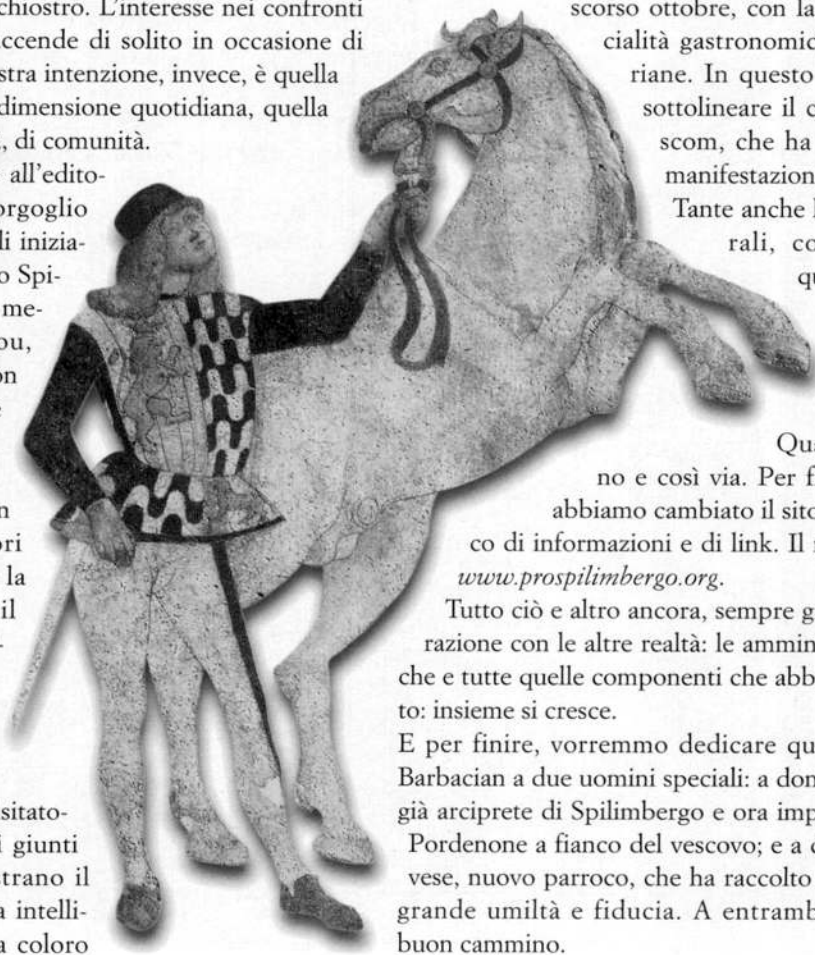 chiostro. L'interesse nei confronti
ccende di solito in occasione di
stra intenzione, invece, è quella
dimensione quotidiana, quella
, di comunità.
all'edito-
orgoglio
li inizia-
o Spi-
me-
ou,
on
n
ori
la
il
-
sitato-
i giunti
strano il
a intelli-
a coloro
scorso ottobre, con la
cialità gastronomic
riane. In questo
sottolineare il c
scom, che ha
manifestazion
Tante anche l
rali, co
qu
Qua
no e così via. Per f
abbiamo cambiato il sito
co di informazioni e di link. Il
www.prospilimbergo.org.
Tutto ciò e altro ancora, sempre g
razione con le altre realtà: le ammin
che e tutte quelle componenti che abb
to: insieme si cresce.
E per finire, vorremmo dedicare qu
Barbacian a due uomini speciali: a don
già arciprete di Spilimbergo e ora imp
Pordenone a fianco del vescovo; e a
vese, nuovo parroco, che ha raccolto
grande umiltà e fiducia. A entramb
buon cammino.